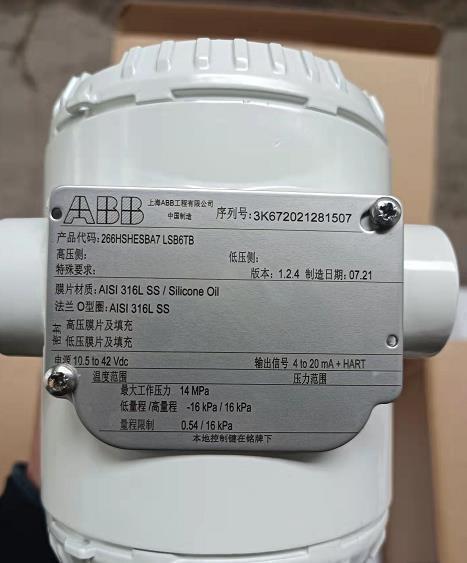 ABB 上海ABB工程有限公司
中国制造 序列号: 3K672021281507
产品代码: 266HSHESBA7 LSB6TB
高压侧: 低压侧:
特殊要求: 版本: 1.2.4 制造日期: 07.21
膜片材质: AISI 316L SS / Silicone Oil
法兰 O型圈: AISI 316L SS
高压膜片及填充
低压膜片及填充
电源 10.5 to 42 Vdc 输出信号 4 to 20 mA + HART
温度范围 压力范围
最大工作压力 14 MPa
低量程 /高量程 -16 kPa / 16 kPa
量程限制 0.54 / 16 kPa
本地控制键在铭牌下